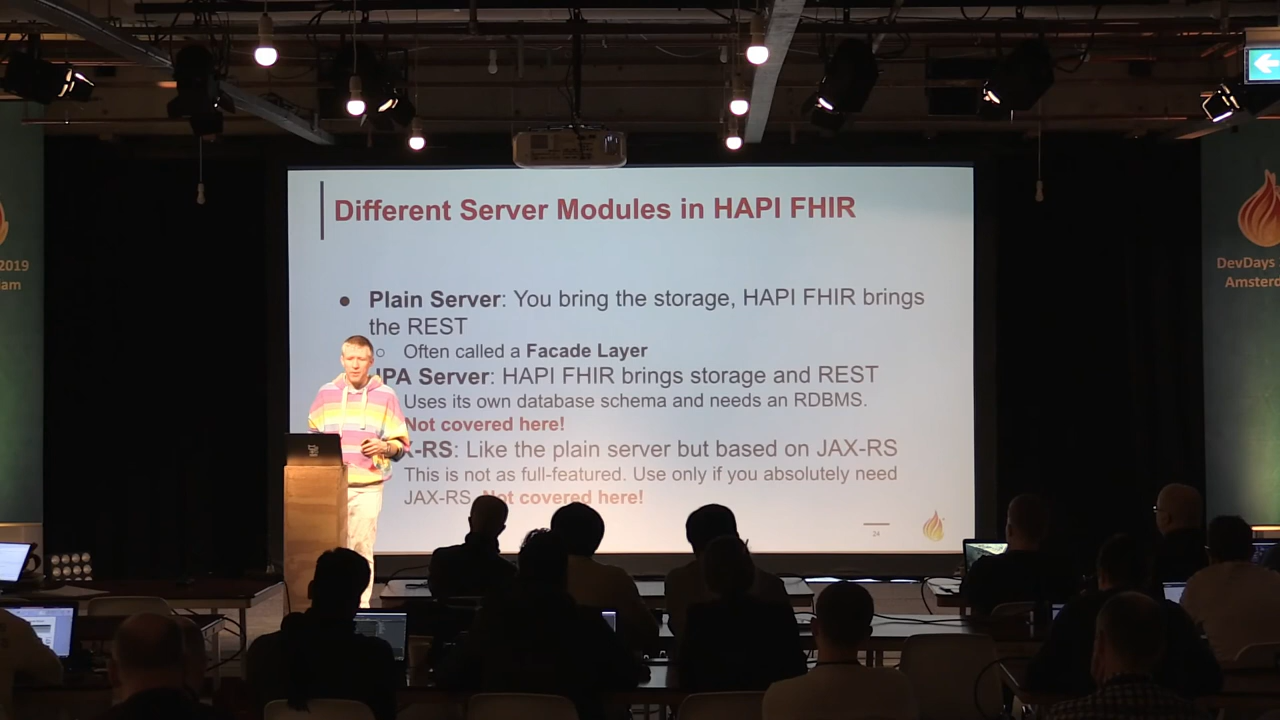 Different Server Modules in HAPI FHIR
● Plain Server: You bring the storage, HAPI FHIR brings
the REST
○ Often called a Facade Layer
JPA Server: HAPI FHIR brings storage and REST
Uses its own database schema and needs an RDBMS.
Not covered here!
X-RS: Like the plain server but based on JAX-RS
This is not as full-featured. Use only if you absolutely need
JAX-RS. Not covered here!
24
2019
am
DevDays
Amsterd